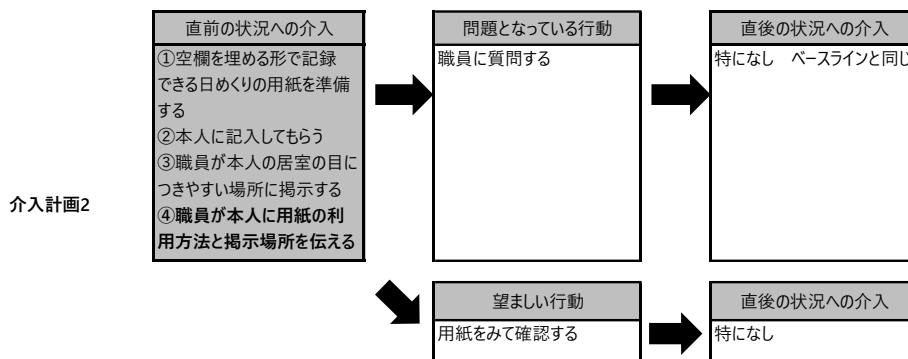 介入計画2
直前の状況への介入
①空欄を埋める形で記録
できる日めくりの用紙を準備
する
②本人に記入してもらう
③職員が本人の居室の目に
つきやすい場所に掲示する
④職員が本人に用紙の利
用方法と掲示場所を伝える
問題となっている行動
職員に質問する
直後の状況への介入
特になし ベースラインと同じ
望ましい行動
用紙をみて確認する
直後の状況への介入
特になし